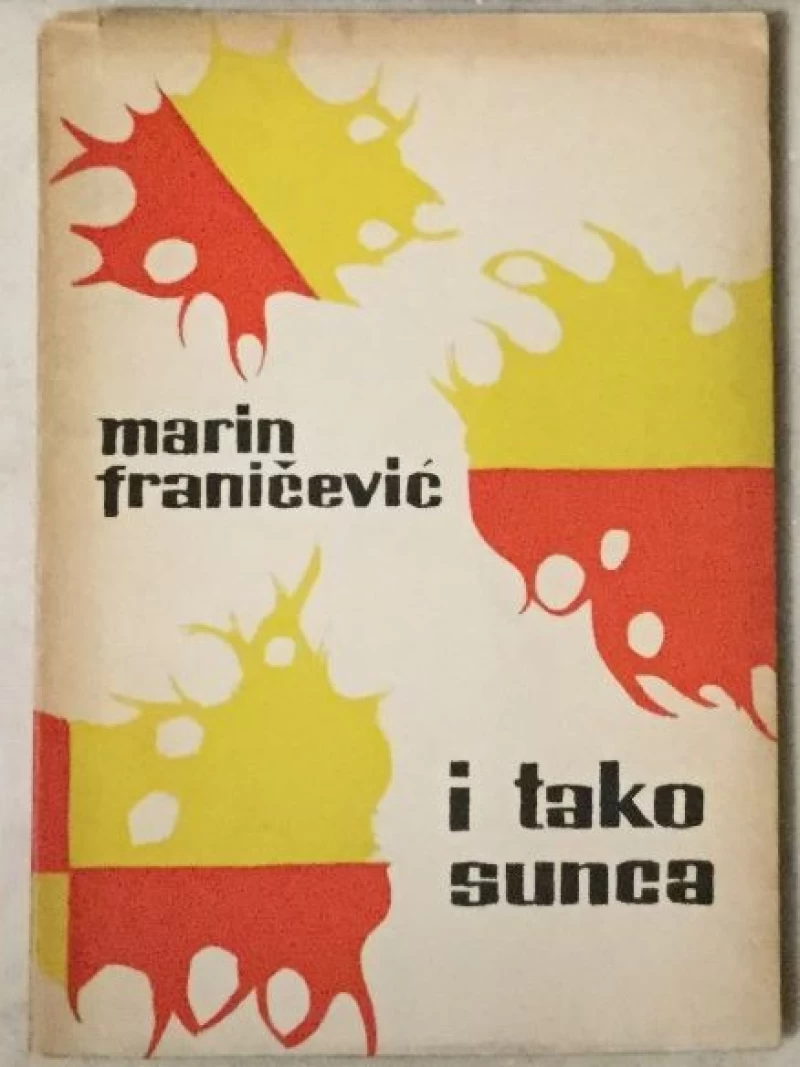 marin
franičević
i tako
sunca